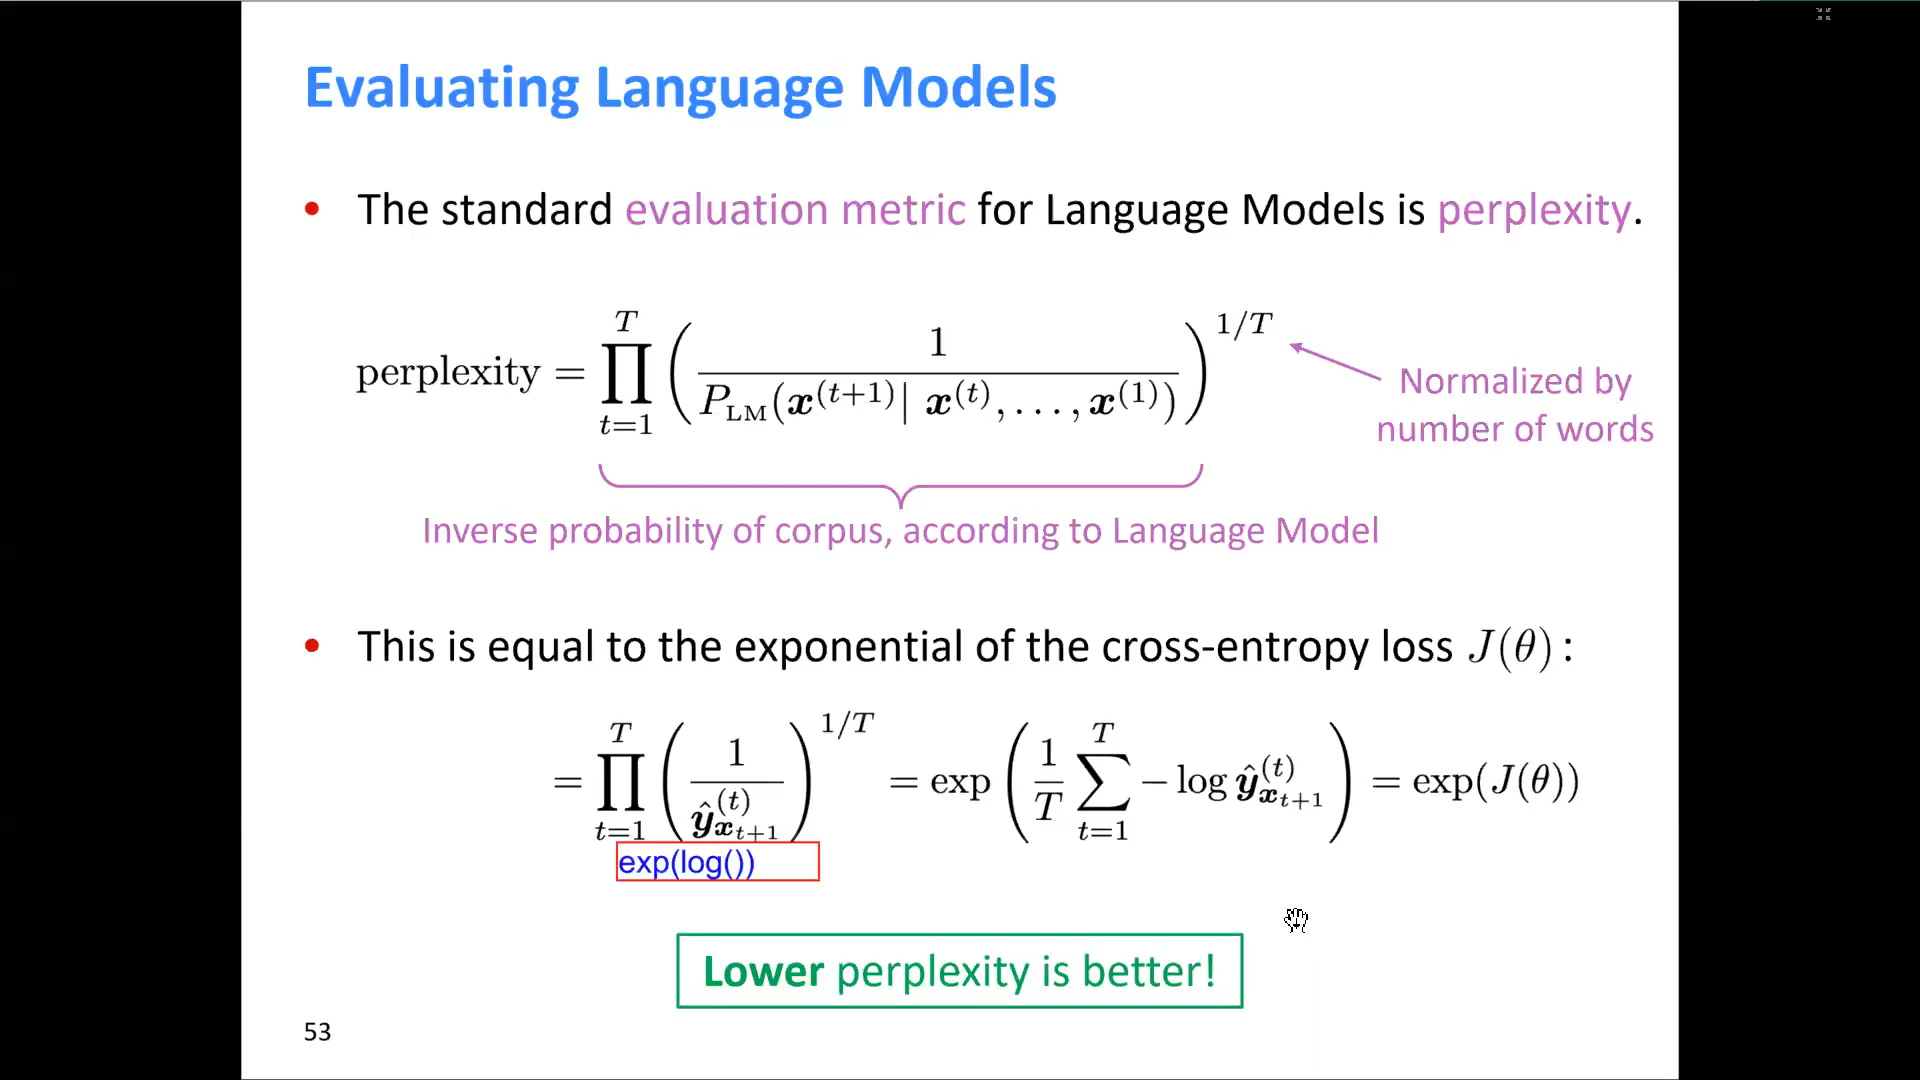 Evaluating Language Models
• The standard evaluation metric for Language Models is perplexity.
perplexity = ∏_{t=1}^{T} ( 1 / P_LM(x^(t+1) | x^(t), ..., x^(1)) )^{1/T}
Normalized by
number of words
Inverse probability of corpus, according to Language Model
• This is equal to the exponential of the cross-entropy loss J(θ) :
= ∏_{t=1}^{T} ( 1 / ŷ^(t)_{x_{t+1}} )^{1/T} = exp ( 1/T ∑_{t=1}^{T} − log ŷ^(t)_{x_{t+1}} ) = exp(J(θ))
exp(log())
Lower perplexity is better!
53